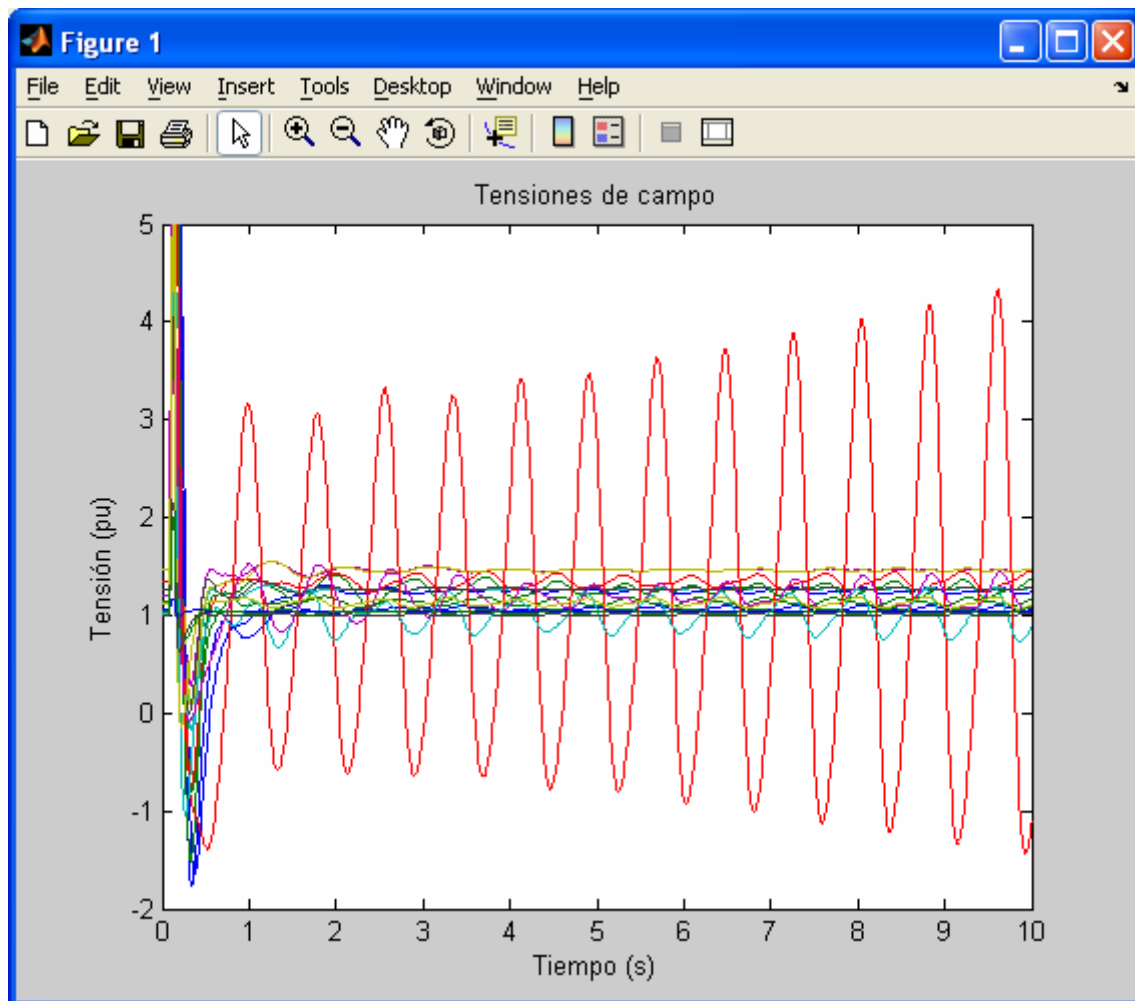 Figure 1
File Edit View Insert Tools Desktop Window Help
Tensiones de campo
5
4
3
2
1
0
-1
-2
Tensión (pu)
0 1 2 3 4 5 6 7 8 9 10
Tiempo (s)